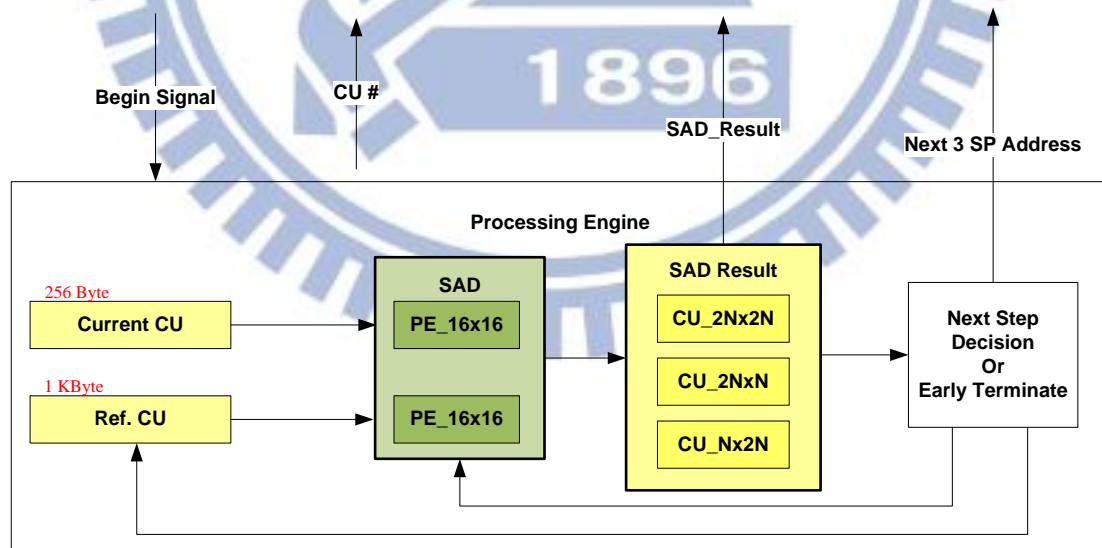 1896
Begin Signal
CU #
SAD_Result
Next 3 SP Address
Processing Engine
256 Byte
Current CU
1 KByte
Ref. CU
SAD
PE_16x16
PE_16x16
SAD Result
CU_2Nx2N
CU_2NxN
CU_Nx2N
Next Step
Decision
Or
Early Terminate